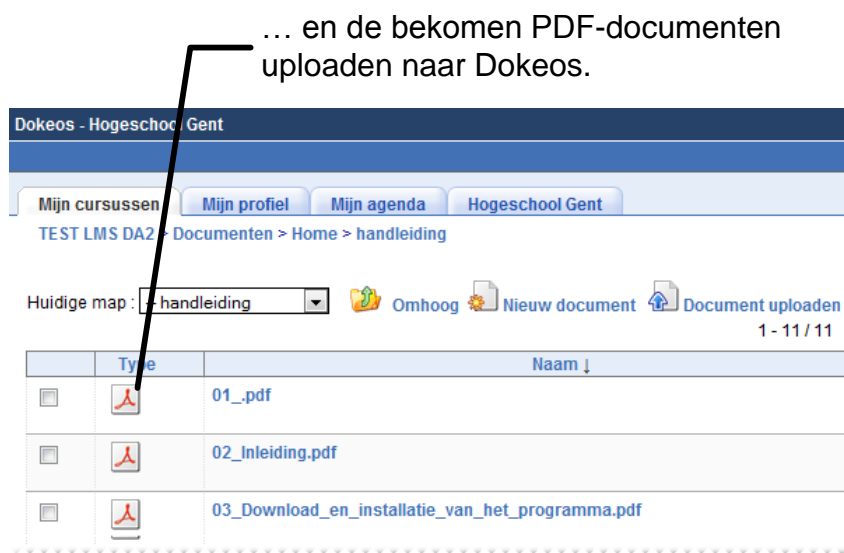 … en de bekomen PDF-documenten
uploaden naar Dokeos.
Dokeos - Hogeschool Gent
Mijn cursussen Mijn profiel Mijn agenda Hogeschool Gent
TEST LMS DA2 > Documenten > Home > handleiding
Huidige map : - handleiding Omhoog Nieuw document Document uploaden
1 - 11 / 11
Type Naam ↓
01_.pdf
02_Inleiding.pdf
03_Download_en_installatie_van_het_programma.pdf